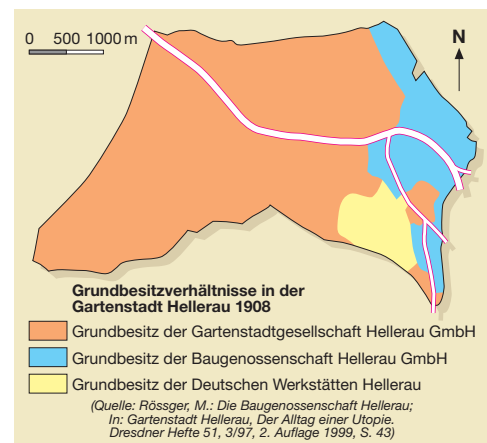 0 500 1000 m
N
Grundbesitzverhältnisse in der
Gartenstadt Hellerau 1908
Grundbesitz der Gartenstadtgesellschaft Hellerau GmbH
Grundbesitz der Baugenossenschaft Hellerau GmbH
Grundbesitz der Deutschen Werkstätten Hellerau
(Quelle: Rössger, M.: Die Baugenossenschaft Hellerau;
In: Gartenstadt Hellerau, Der Alltag einer Utopie.
Dresdner Hefte 51, 3/97, 2. Auflage 1999, S. 43)